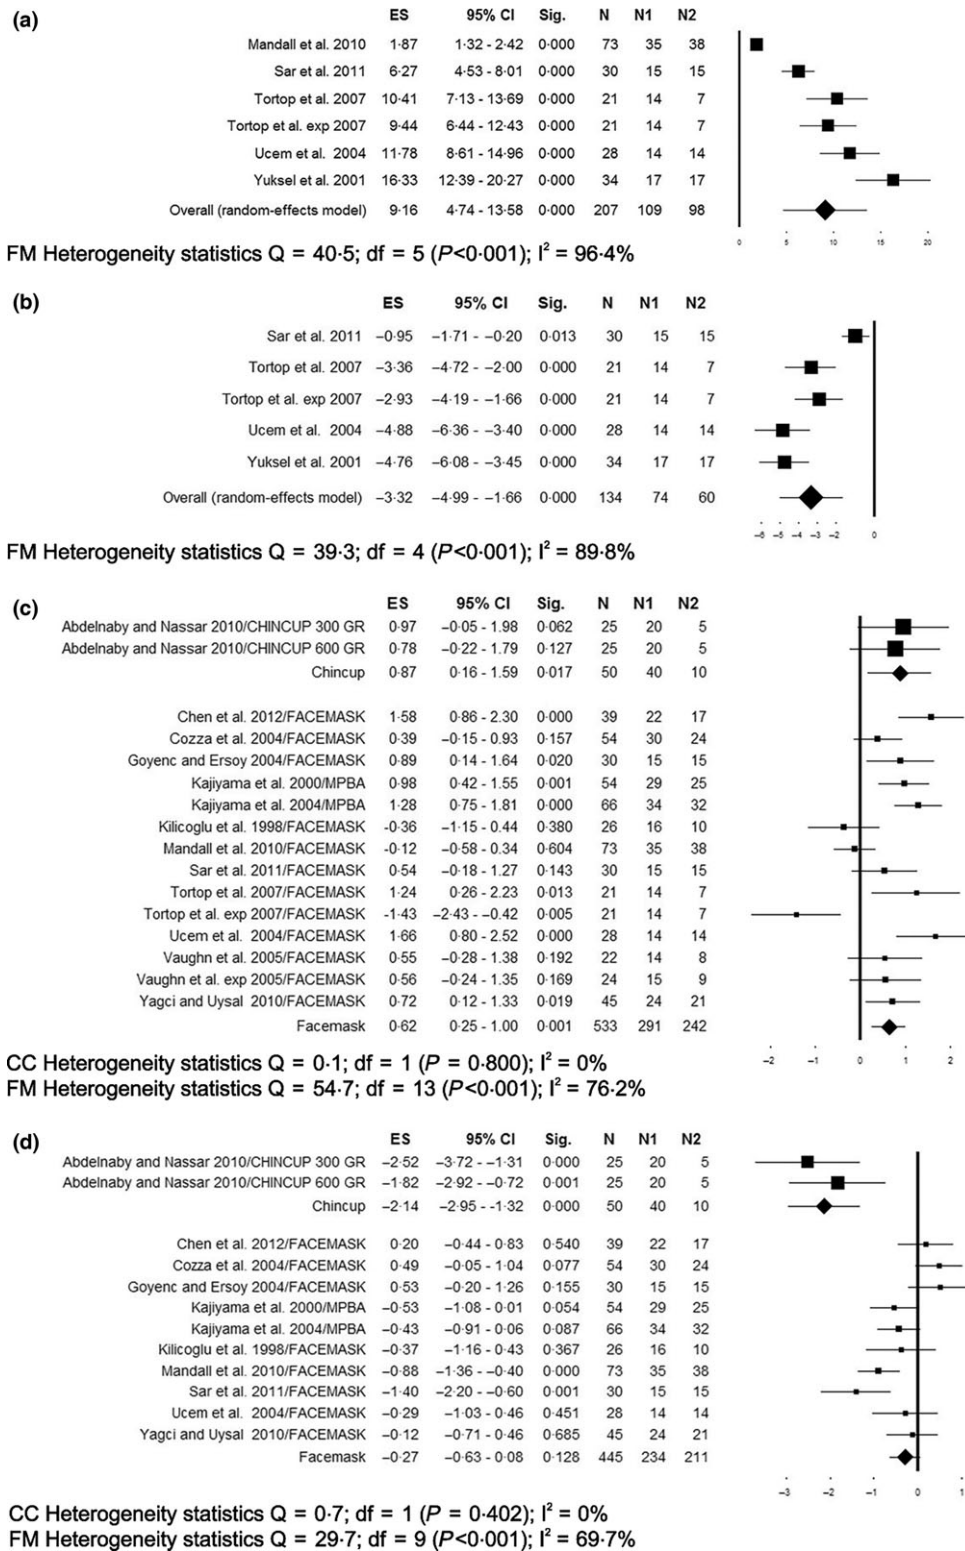 (a)
ES 95% CI Sig. N N1 N2
Mandall et al. 2010 1·87 1·32 - 2·42 0·000 73 35 38
Sar et al. 2011 6·27 4·53 - 8·01 0·000 30 15 15
Tortop et al. 2007 10·41 7·13 - 13·69 0·000 21 14 7
Tortop et al. exp 2007 9·44 6·44 - 12·43 0·000 21 14 7
Ucem et al. 2004 11·78 8·61 - 14·96 0·000 28 14 14
Yuksel et al. 2001 16·33 12·39 - 20·27 0·000 34 17 17
Overall (random-effects model) 9·16 4·74 - 13·58 0·000 207 109 98
0 5 10 15 20
FM Heterogeneity statistics Q = 40·5; df = 5 (P<0·001); I² = 96·4%
(b)
ES 95% CI Sig. N N1 N2
Sar et al. 2011 −0·95 −1·71 - −0·20 0·013 30 15 15
Tortop et al. 2007 −3·36 −4·72 - −2·00 0·000 21 14 7
Tortop et al. exp 2007 −2·93 −4·19 - −1·66 0·000 21 14 7
Ucem et al. 2004 −4·88 −6·36 - −3·40 0·000 28 14 14
Yuksel et al. 2001 −4·76 −6·08 - −3·45 0·000 34 17 17
Overall (random-effects model) −3·32 −4·99 - −1·66 0·000 134 74 60
−6 −5 −4 −3 −2 −1 0
FM Heterogeneity statistics Q = 39·3; df = 4 (P<0·001); I² = 89·8%
(c)
ES 95% CI Sig. N N1 N2
Abdelnaby and Nassar 2010/CHINCUP 300 GR 0·97 -0·05 - 1·98 0·062 25 20 5
Abdelnaby and Nassar 2010/CHINCUP 600 GR 0·78 -0·22 - 1·79 0·127 25 20 5
Chincup 0·87 0·16 - 1·59 0·017 50 40 10
Chen et al. 2012/FACEMASK 1·58 0·86 - 2·30 0·000 39 22 17
Cozza et al. 2004/FACEMASK 0·39 -0·15 - 0·93 0·157 54 30 24
Goyenc and Ersoy 2004/FACEMASK 0·89 0·14 - 1·64 0·020 30 15 15
Kajiyama et al. 2000/MPBA 0·98 0·42 - 1·55 0·001 54 29 25
Kajiyama et al. 2004/MPBA 1·28 0·75 - 1·81 0·000 66 34 32
Kilicoglu et al. 1998/FACEMASK -0·36 -1·15 - 0·44 0·380 26 16 10
Mandall et al. 2010/FACEMASK -0·12 -0·58 - 0·34 0·604 73 35 38
Sar et al. 2011/FACEMASK 0·54 -0·18 - 1·27 0·143 30 15 15
Tortop et al. 2007/FACEMASK 1·24 0·26 - 2·23 0·013 21 14 7
Tortop et al. exp 2007/FACEMASK -1·43 −2·43 - −0·42 0·005 21 14 7
Ucem et al. 2004/FACEMASK 1·66 0·80 - 2·52 0·000 28 14 14
Vaughn et al. 2005/FACEMASK 0·55 -0·28 - 1·38 0·192 22 14 8
Vaughn et al. exp 2005/FACEMASK 0·56 -0·24 - 1·35 0·169 24 15 9
Yagci and Uysal 2010/FACEMASK 0·72 0·12 - 1·33 0·019 45 24 21
Facemask 0·62 0·25 - 1·00 0·001 533 291 242
−2 −1 0 1 2
CC Heterogeneity statistics Q = 0·1; df = 1 (P = 0·800); I² = 0%
FM Heterogeneity statistics Q = 54·7; df = 13 (P<0·001); I² = 76·2%
(d)
ES 95% CI Sig. N N1 N2
Abdelnaby and Nassar 2010/CHINCUP 300 GR −2·52 −3·72 - −1·31 0·000 25 20 5
Abdelnaby and Nassar 2010/CHINCUP 600 GR −1·82 −2·92 - −0·72 0·001 25 20 5
Chincup −2·14 −2·95 - -1·32 0·000 50 40 10
Chen et al. 2012/FACEMASK 0·20 −0·44 - 0·83 0·540 39 22 17
Cozza et al. 2004/FACEMASK 0·49 −0·05 - 1·04 0·077 54 30 24
Goyenc and Ersoy 2004/FACEMASK 0·53 −0·20 - 1·26 0·155 30 15 15
Kajiyama et al. 2000/MPBA −0·53 −1·08 - 0·01 0·054 54 29 25
Kajiyama et al. 2004/MPBA −0·43 −0·91 - 0·06 0·087 66 34 32
Kilicoglu et al. 1998/FACEMASK −0·37 −1·16 - 0·43 0·367 26 16 10
Mandall et al. 2010/FACEMASK −0·88 −1·36 - −0·40 0·000 73 35 38
Sar et al. 2011/FACEMASK −1·40 −2·20 - −0·60 0·001 30 15 15
Ucem et al. 2004/FACEMASK −0·29 −1·03 - 0·46 0·451 28 14 14
Yagci and Uysal 2010/FACEMASK −0·12 −0·71 - 0·46 0·685 45 24 21
Facemask −0·27 −0·63 - 0·08 0·128 445 234 211
−3 −2 −1 0 1
CC Heterogeneity statistics Q = 0·7; df = 1 (P = 0·402); I² = 0%
FM Heterogeneity statistics Q = 29·7; df = 9 (P<0·001); I² = 69·7%